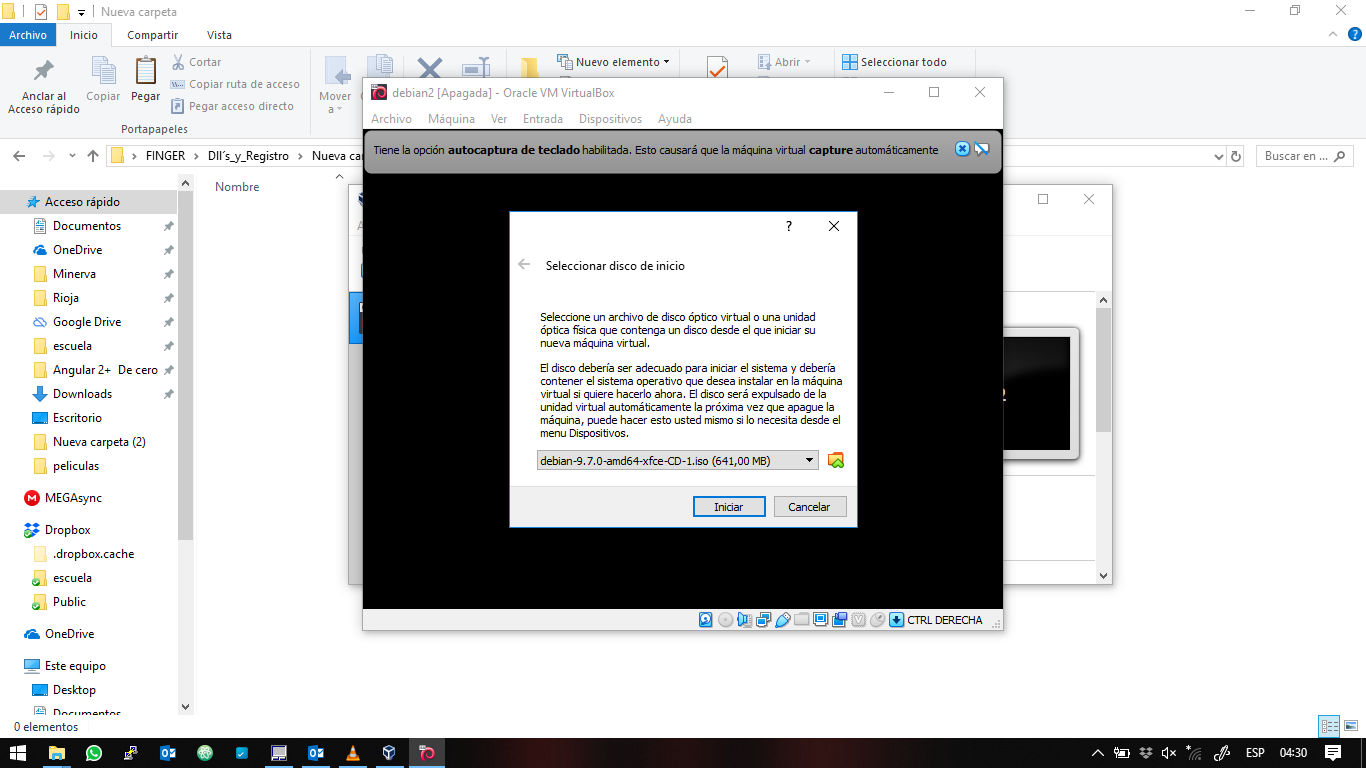 Nueva carpeta
Archivo Inicio Compartir Vista
Anclar al Acceso rápido
Copiar
Pegar
Cortar
Copiar ruta de acceso
Pegar acceso directo
Portapapeles
Mover a
Nuevo elemento
Abrir
Seleccionar todo
FINGER > Dll´s_y_Registro > Nueva car
Buscar en ...
Nombre
Acceso rápido
Documentos
OneDrive
Minerva
Rioja
Google Drive
escuela
Angular 2+ De cero
Downloads
Escritorio
Nueva carpeta (2)
peliculas
MEGAsync
Dropbox
.dropbox.cache
escuela
Public
OneDrive
Este equipo
Desktop
Documentos
0 elementos
debian2 [Apagada] - Oracle VM VirtualBox
Archivo Máquina Ver Entrada Dispositivos Ayuda
Tiene la opción autocaptura de teclado habilitada. Esto causará que la máquina virtual capture automáticamente
?
Seleccionar disco de inicio
Seleccione un archivo de disco óptico virtual o una unidad
óptica física que contenga un disco desde el que iniciar su
nueva máquina virtual.
El disco debería ser adecuado para iniciar el sistema y debería
contener el sistema operativo que desea instalar en la máquina
virtual si quiere hacerlo ahora. El disco será expulsado de la
unidad virtual automáticamente la próxima vez que apague la
máquina, puede hacer esto usted mismo si lo necesita desde el
menu Dispositivos.
debian-9.7.0-amd64-xfce-CD-1.iso (641,00 MB)
Iniciar Cancelar
CTRL DERECHA
ESP 04:30